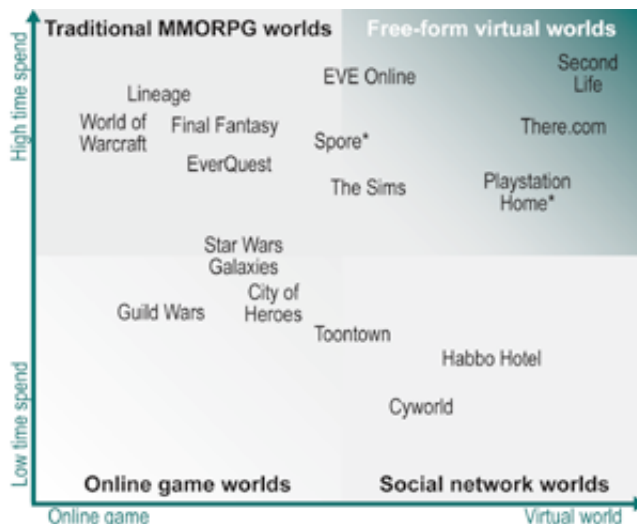 Traditional MMORPG worlds
Free-form virtual worlds
High time spend
Low time spend
EVE Online
Second
Life
Lineage
World of
Warcraft
Final Fantasy
Spore*
There.com
EverQuest
The Sims
Playstation
Home*
Star Wars
Galaxies
City of
Heroes
Guild Wars
Toontown
Habbo Hotel
Cyworld
Online game worlds
Social network worlds
Online game
Virtual world